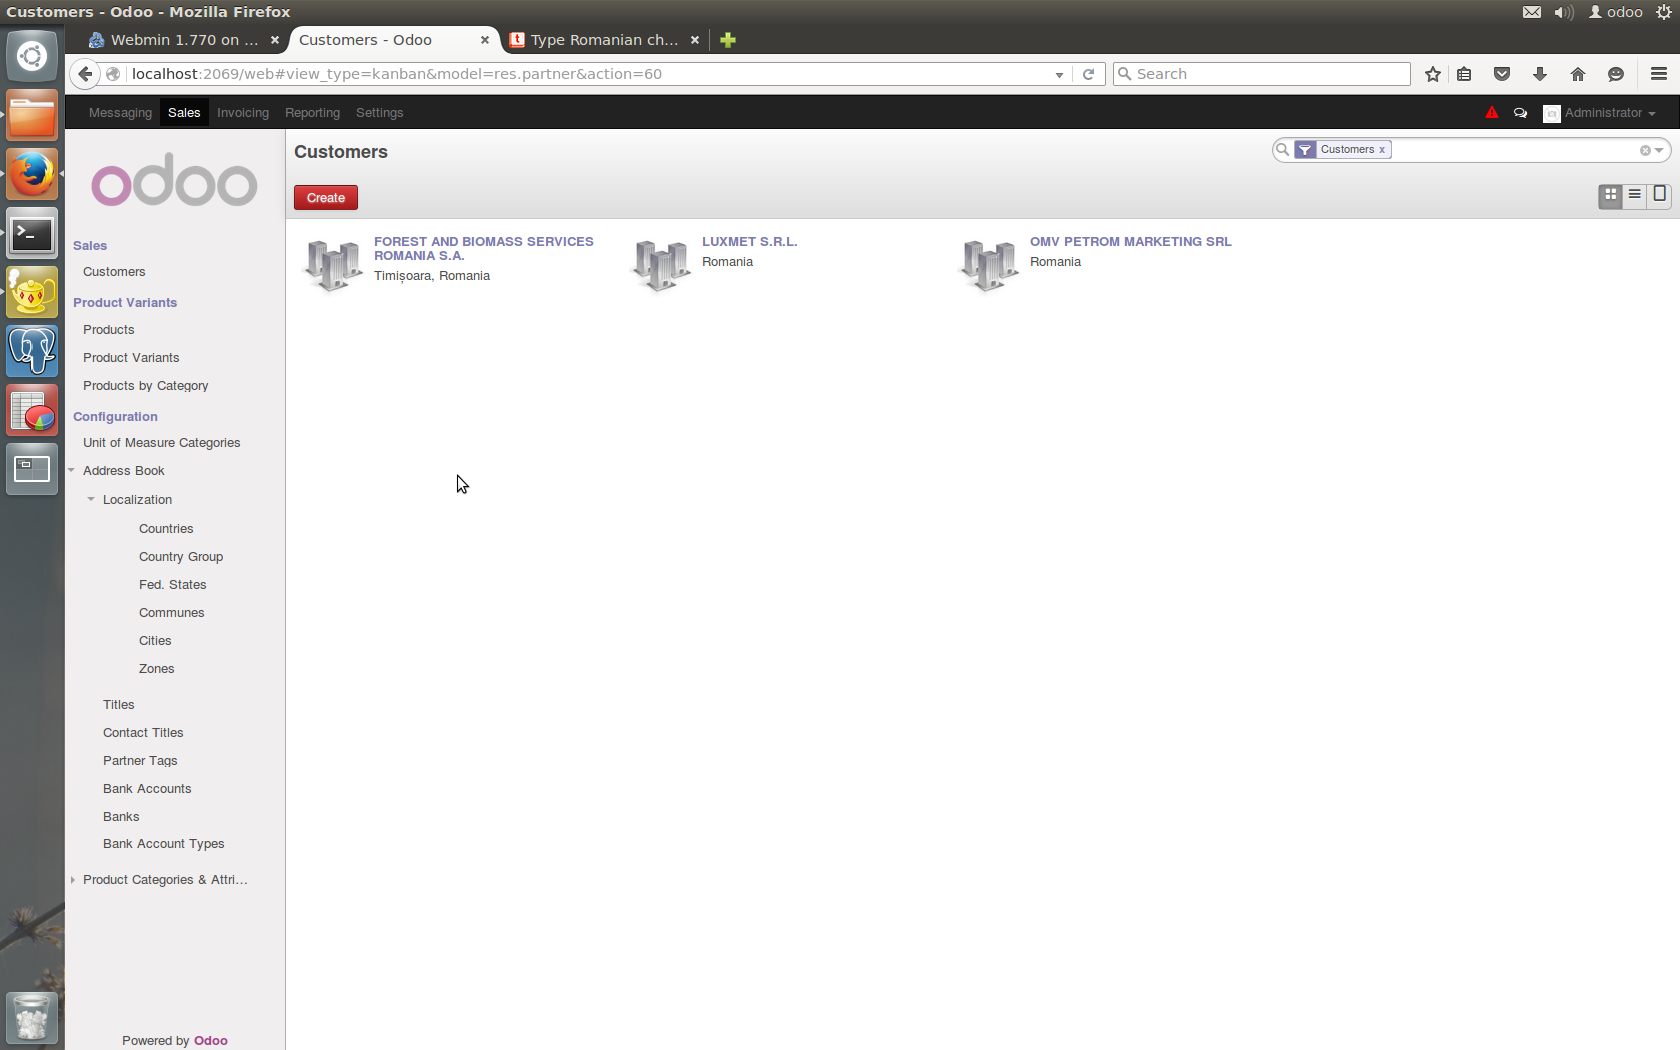 Customers - Odoo - Mozilla Firefox
odoo
Webmin 1.770 on ...
Customers - Odoo
Type Romanian ch...
localhost:2069/web#view_type=kanban&model=res.partner&action=60
Search
Messaging Sales Invoicing Reporting Settings
Administrator
odoo
Customers
Customers x
Create
Sales
Customers
Product Variants
Products
Product Variants
Products by Category
Configuration
Unit of Measure Categories
Address Book
Localization
Countries
Country Group
Fed. States
Communes
Cities
Zones
Titles
Contact Titles
Partner Tags
Bank Accounts
Banks
Bank Account Types
Product Categories & Attri...
Powered by Odoo
FOREST AND BIOMASS SERVICES
ROMANIA S.A.
Timișoara, Romania
LUXMET S.R.L.
Romania
OMV PETROM MARKETING SRL
Romania